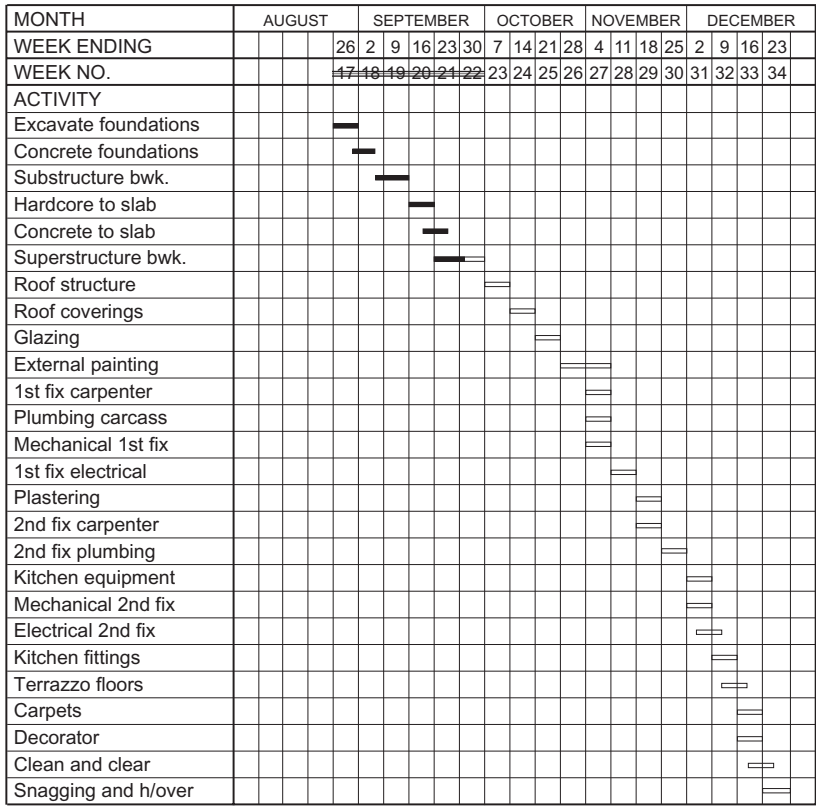 MONTH AUGUST SEPTEMBER OCTOBER NOVEMBER DECEMBER
WEEK ENDING 26 2 9 16 23 30 7 14 21 28 4 11 18 25 2 9 16 23
WEEK NO. 17 18 19 20 21 22 23 24 25 26 27 28 29 30 31 32 33 34
ACTIVITY
Excavate foundations
Concrete foundations
Substructure bwk.
Hardcore to slab
Concrete to slab
Superstructure bwk.
Roof structure
Roof coverings
Glazing
External painting
1st fix carpenter
Plumbing carcass
Mechanical 1st fix
1st fix electrical
Plastering
2nd fix carpenter
2nd fix plumbing
Kitchen equipment
Mechanical 2nd fix
Electrical 2nd fix
Kitchen fittings
Terrazzo floors
Carpets
Decorator
Clean and clear
Snagging and h/over